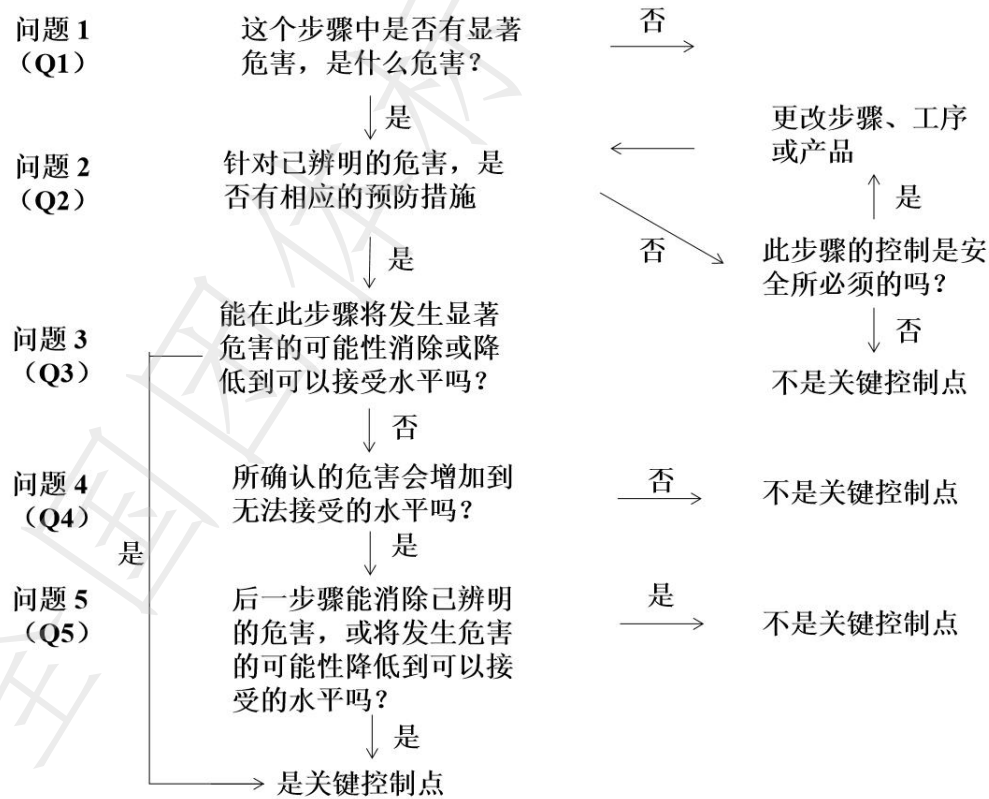 问题 1
(Q1)
这个步骤中是否有显著
危害，是什么危害？
否
是
更改步骤、工序
或产品
问题 2
(Q2)
针对已辨明的危害，是
否有相应的预防措施
是
否
是
此步骤的控制是安
全所必须的吗？
否
不是关键控制点
问题 3
(Q3)
能在此步骤将发生显著
危害的可能性消除或降
低到可以接受水平吗？
否
问题 4
(Q4)
所确认的危害会增加到
无法接受的水平吗？
否
不是关键控制点
是
是
问题 5
(Q5)
后一步骤能消除已辨明
的危害，或将发生危害
的可能性降低到可以接
受的水平吗？
是
不是关键控制点
是
是关键控制点
全国团体标